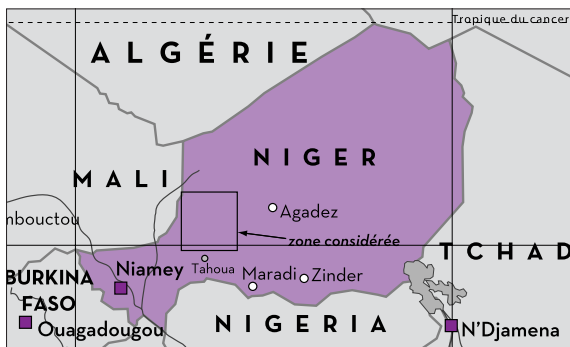 Tropique du cancer
ALGÉRIE
NIGER
MALI
Agadez
mbouctou
zone considérée
TCHAD
Niamey
Tahoua
BURKINA
FASO
Maradi
Zinder
Ouagadougou
NIGERIA
N'Djamena